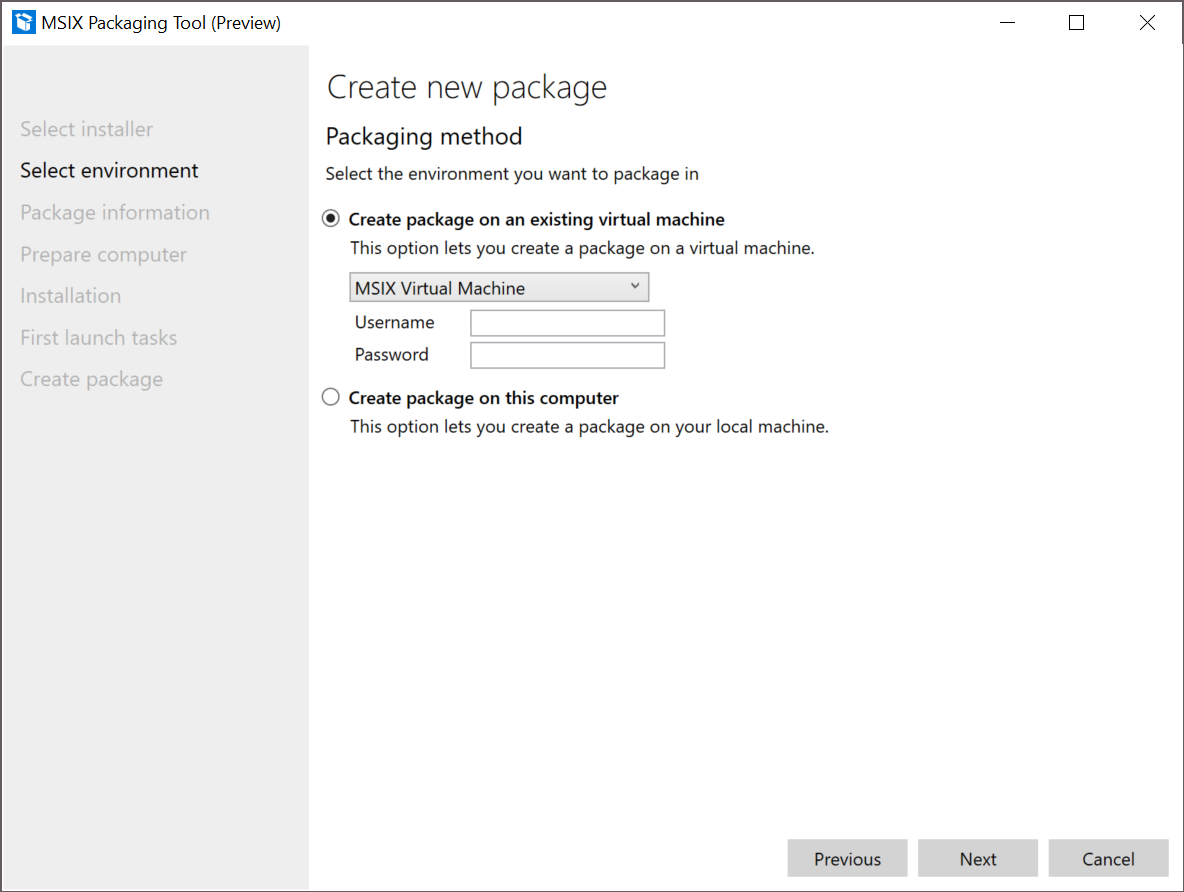 MSIX Packaging Tool (Preview)
Select installer
Select environment
Package information
Prepare computer
Installation
First launch tasks
Create package
Create new package
Packaging method
Select the environment you want to package in
Create package on an existing virtual machine
This option lets you create a package on a virtual machine.
MSIX Virtual Machine
Username
Password
Create package on this computer
This option lets you create a package on your local machine.
Previous Next Cancel